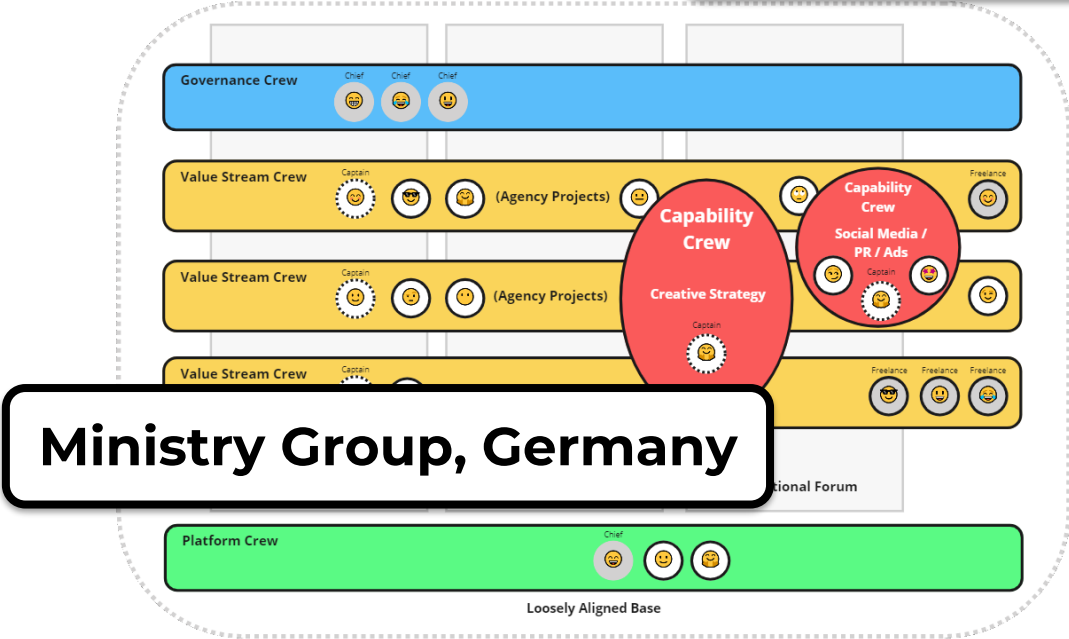 Governance Crew
Chief
Chief
Chief
Value Stream Crew
Captain
(Agency Projects)
Freelance
Capability
Crew
Social Media /
PR / Ads
Captain
Capability
Crew
Creative Strategy
Captain
Value Stream Crew
Captain
(Agency Projects)
Value Stream Crew
Captain
Freelance
Freelance
Freelance
Ministry Group, Germany
Forum
Platform Crew
Chief
Loosely Aligned Base